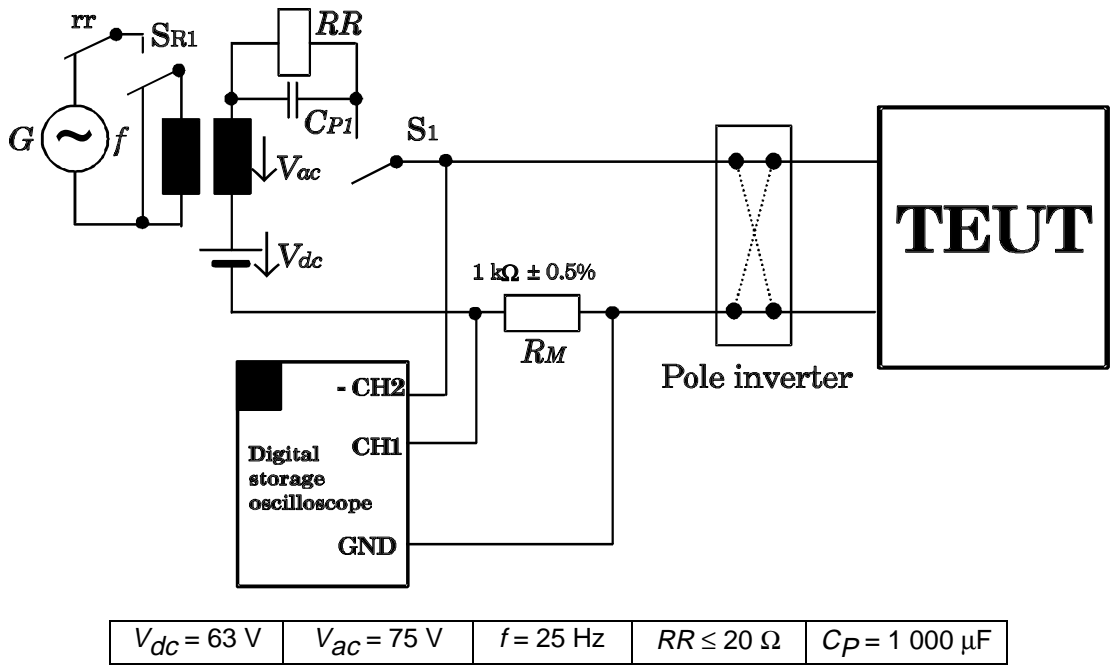 rr
SR1
RR
G ~ f
CP1
Vac
S1
Vdc
1 kΩ ± 0.5%
RM
TEUT
Pole inverter
- CH2
CH1
Digital
storage
oscilloscope
GND
Vdc = 63 V Vac = 75 V f = 25 Hz RR ≤ 20 Ω CP = 1 000 µF